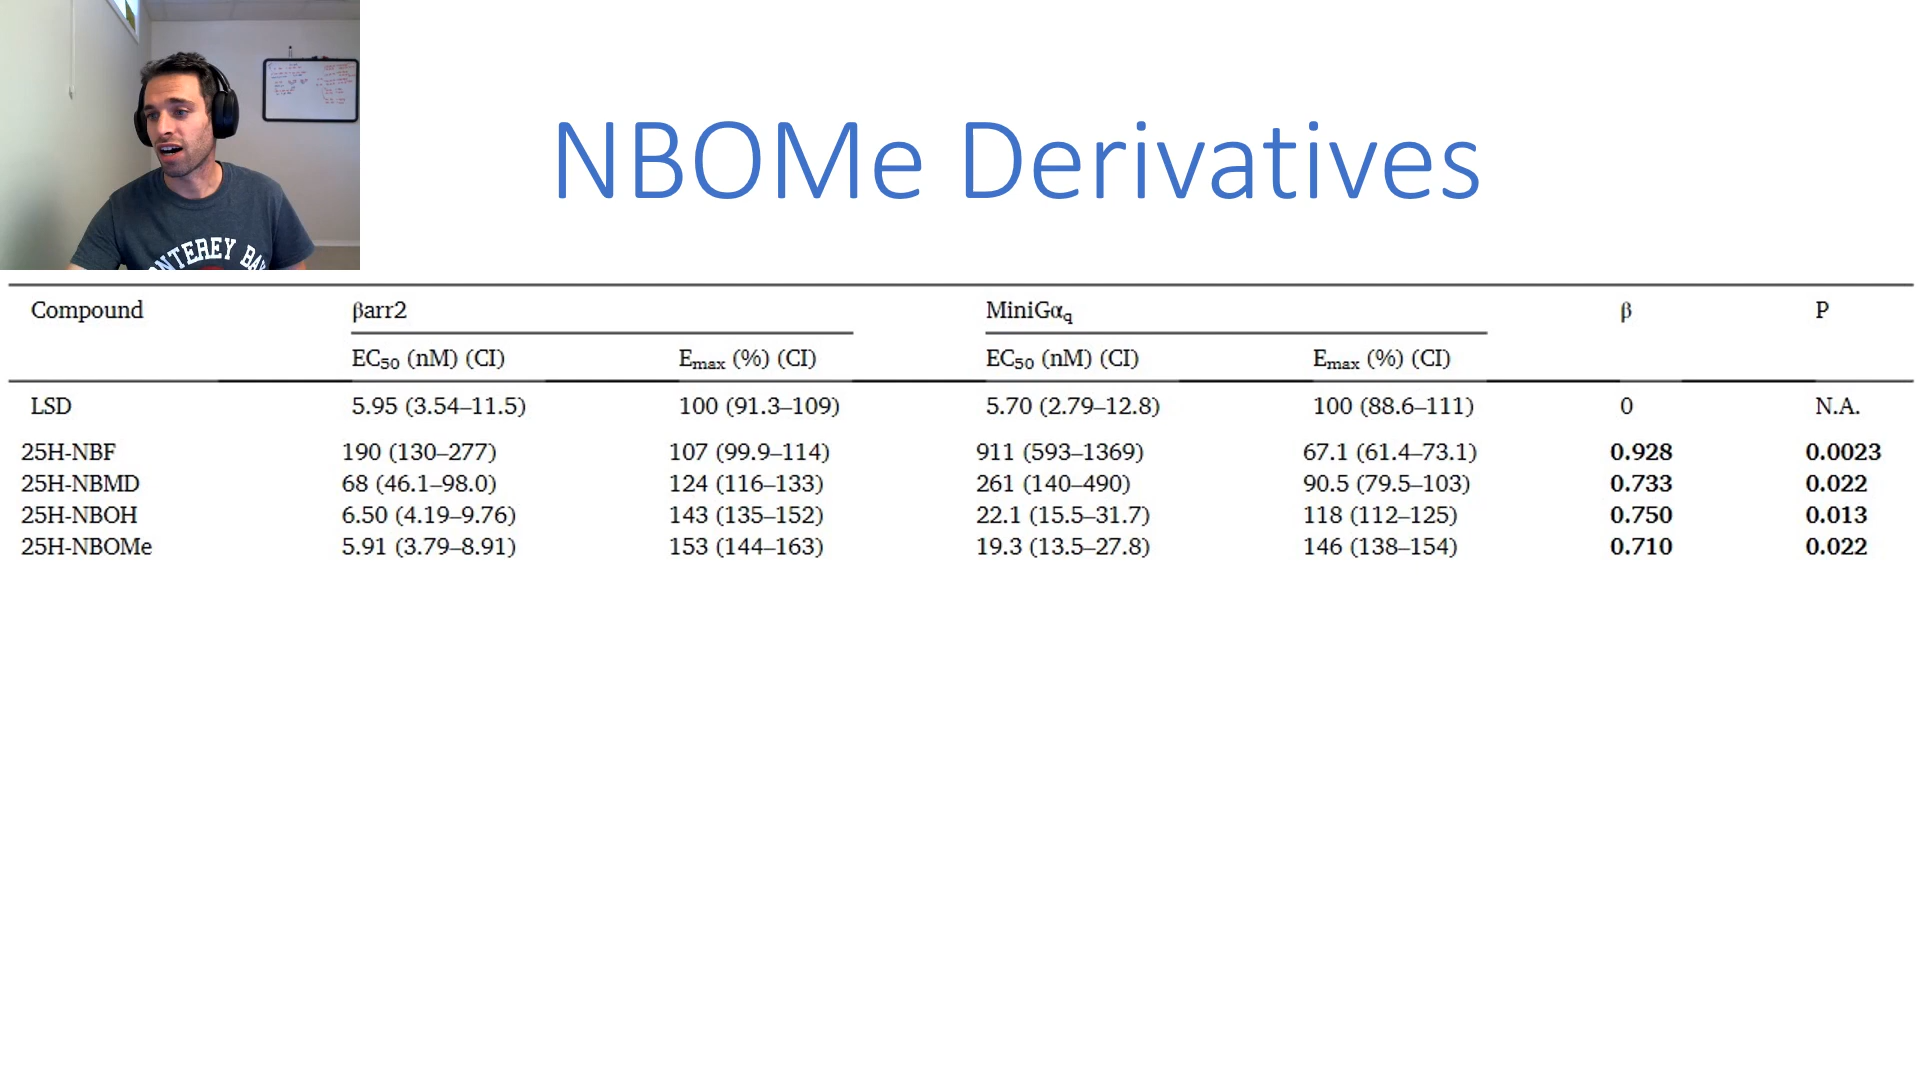 NTEREY BA
NBOMe Derivatives
Compound βarr2 MiniGαq β P
EC50 (nM) (CI) Emax (%) (CI) EC50 (nM) (CI) Emax (%) (CI)
LSD 5.95 (3.54–11.5) 100 (91.3–109) 5.70 (2.79–12.8) 100 (88.6–111) 0 N.A.
25H-NBF 190 (130–277) 107 (99.9–114) 911 (593–1369) 67.1 (61.4–73.1) 0.928 0.0023
25H-NBMD 68 (46.1–98.0) 124 (116–133) 261 (140–490) 90.5 (79.5–103) 0.733 0.022
25H-NBOH 6.50 (4.19–9.76) 143 (135–152) 22.1 (15.5–31.7) 118 (112–125) 0.750 0.013
25H-NBOMe 5.91 (3.79–8.91) 153 (144–163) 19.3 (13.5–27.8) 146 (138–154) 0.710 0.022